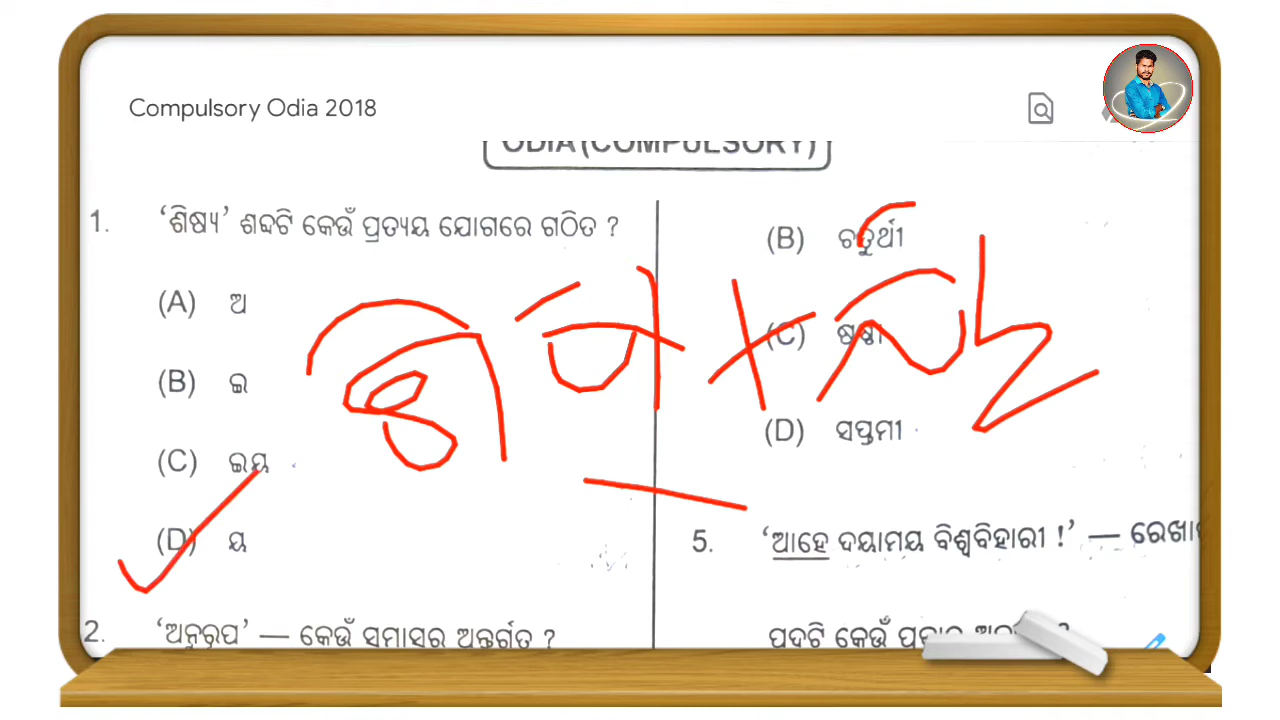 Compulsory Odia 2018
ODIA (COMPULSORY)
1. ‘ଶିଷ୍ୟ’ ଶବ୍ଦଟି କେଉଁ ପ୍ରତ୍ୟୟ ଯୋଗରେ ଗଠିତ ?
(A) ଅ
(B) ଇ
(C) ଇୟ
(D) ୟ
2. ‘ଅନୁରୂପ’ — କେଉଁ ସମାସର ଅନ୍ତର୍ଗତ ?
(B) ଚତୁର୍ଥୀ
(C) ଷଷ୍ଠୀ
(D) ସପ୍ତମୀ
5. ‘ଆହେ ଦୟାମୟ ବିଶ୍ୱବିହାରୀ !’ — ରେଖା
ପଦଟି କେଉଁ